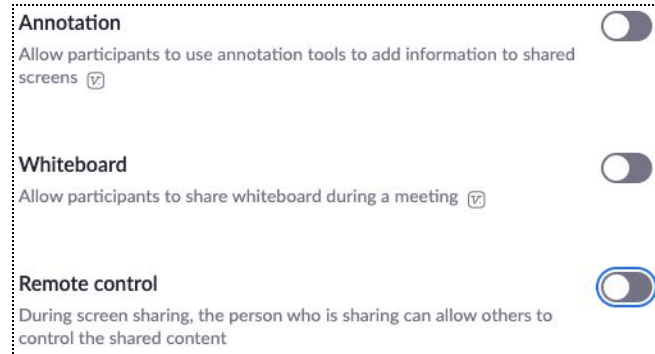 Annotation
Allow participants to use annotation tools to add information to shared
screens
Whiteboard
Allow participants to share whiteboard during a meeting
Remote control
During screen sharing, the person who is sharing can allow others to
control the shared content